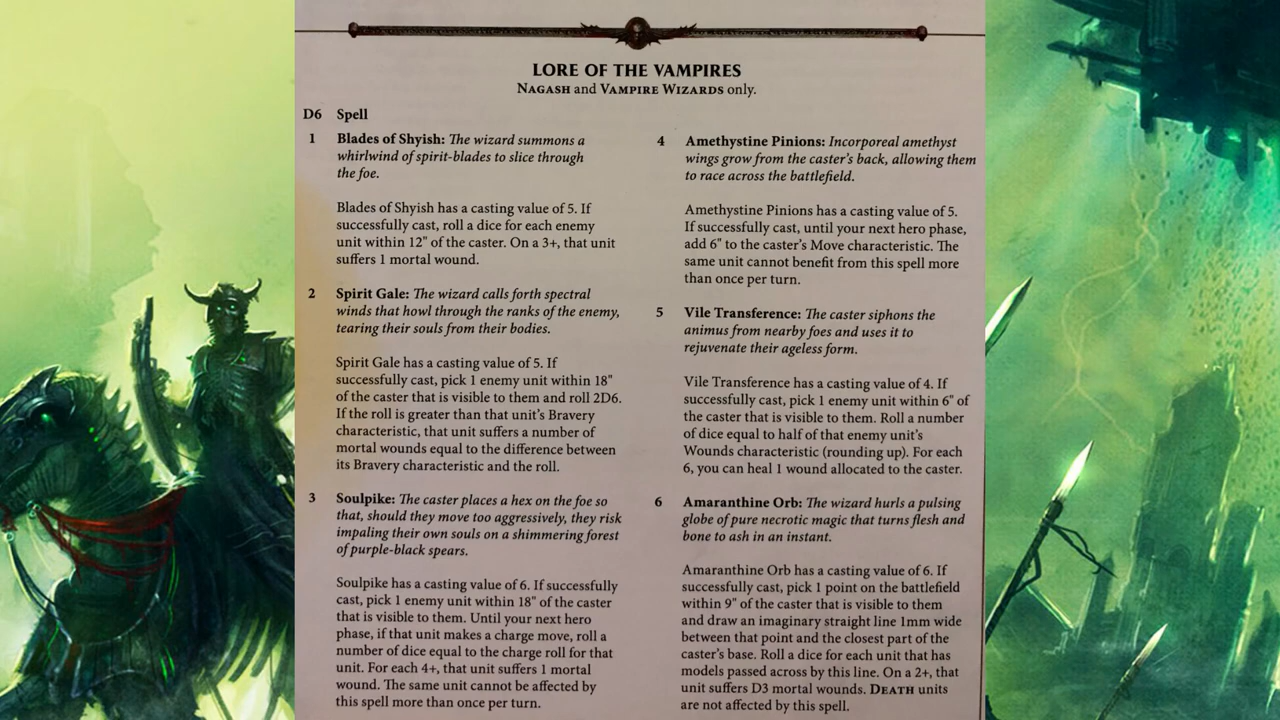 LORE OF THE VAMPIRES
NAGASH and VAMPIRE WIZARDS only.
D6 Spell
1 Blades of Shyish: The wizard summons a
whirlwind of spirit-blades to slice through
the foe.
Blades of Shyish has a casting value of 5. If
successfully cast, roll a dice for each enemy
unit within 12" of the caster. On a 3+, that unit
suffers 1 mortal wound.
2 Spirit Gale: The wizard calls forth spectral
winds that howl through the ranks of the enemy,
tearing their souls from their bodies.
Spirit Gale has a casting value of 5. If
successfully cast, pick 1 enemy unit within 18"
of the caster that is visible to them and roll 2D6.
If the roll is greater than that unit's Bravery
characteristic, that unit suffers a number of
mortal wounds equal to the difference between
its Bravery characteristic and the roll.
3 Soulpike: The caster places a hex on the foe so
that, should they move too aggressively, they risk
impaling their own souls on a shimmering forest
of purple-black spears.
Soulpike has a casting value of 6. If successfully
cast, pick 1 enemy unit within 18" of the caster
that is visible to them. Until your next hero
phase, if that unit makes a charge move, roll a
number of dice equal to the charge roll for that
unit. For each 4+, that unit suffers 1 mortal
wound. The same unit cannot be affected by
this spell more than once per turn.
4 Amethystine Pinions: Incorporeal amethyst
wings grow from the caster's back, allowing them
to race across the battlefield.
Amethystine Pinions has a casting value of 5.
If successfully cast, until your next hero phase,
add 6" to the caster's Move characteristic. The
same unit cannot benefit from this spell more
than once per turn.
5 Vile Transference: The caster siphons the
animus from nearby foes and uses it to
rejuvenate their ageless form.
Vile Transference has a casting value of 4. If
successfully cast, pick 1 enemy unit within 6" of
the caster that is visible to them. Roll a number
of dice equal to half of that enemy unit's
Wounds characteristic (rounding up). For each
6, you can heal 1 wound allocated to the caster.
6 Amaranthine Orb: The wizard hurls a pulsing
globe of pure necrotic magic that turns flesh and
bone to ash in an instant.
Amaranthine Orb has a casting value of 6. If
successfully cast, pick 1 point on the battlefield
within 9" of the caster that is visible to them
and draw an imaginary straight line 1mm wide
between that point and the closest part of the
caster's base. Roll a dice for each unit that has
models passed across by this line. On a 2+, that
unit suffers D3 mortal wounds. DEATH units
are not affected by this spell.